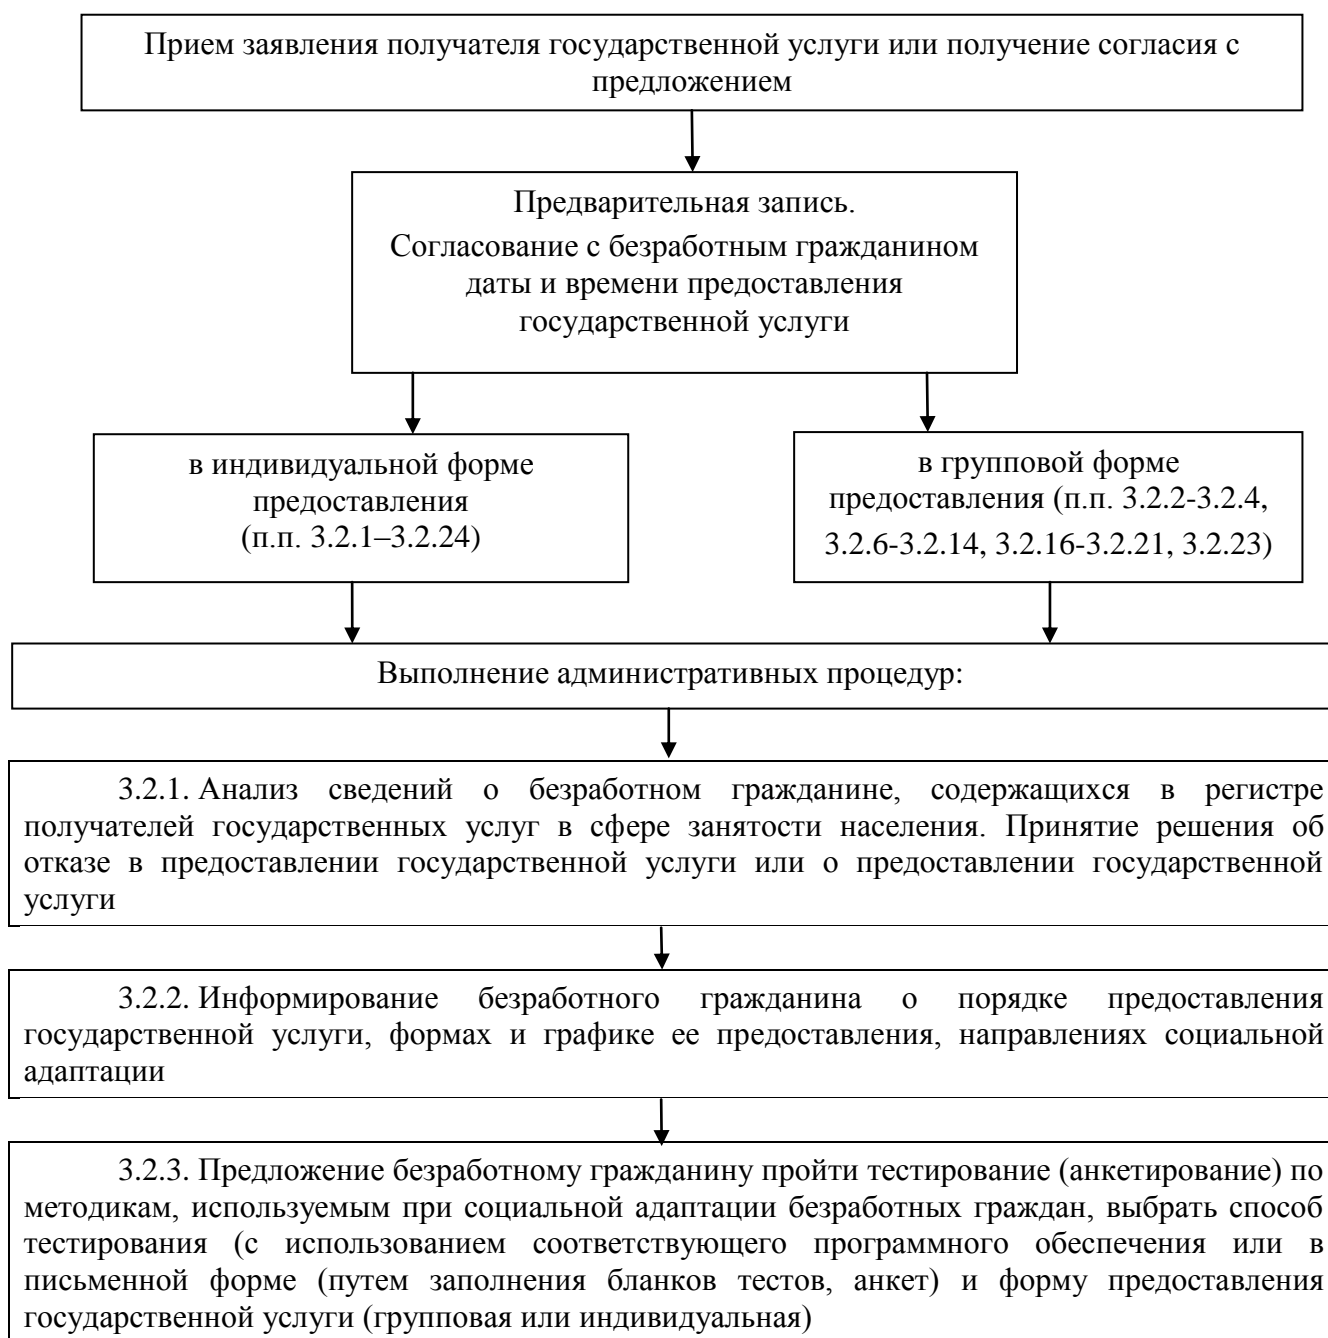 Прием заявления получателя государственной услуги или получение согласия с
предложением
Предварительная запись.
Согласование с безработным гражданином
даты и времени предоставления
государственной услуги
в индивидуальной форме
предоставления
(п.п. 3.2.1–3.2.24)
в групповой форме
предоставления (п.п. 3.2.2-3.2.4,
3.2.6-3.2.14, 3.2.16-3.2.21, 3.2.23)
Выполнение административных процедур:
3.2.1. Анализ сведений о безработном гражданине, содержащихся в регистре
получателей государственных услуг в сфере занятости населения. Принятие решения об
отказе в предоставлении государственной услуги или о предоставлении государственной
услуги
3.2.2. Информирование безработного гражданина о порядке предоставления
государственной услуги, формах и графике ее предоставления, направлениях социальной
адаптации
3.2.3. Предложение безработному гражданину пройти тестирование (анкетирование) по
методикам, используемым при социальной адаптации безработных граждан, выбрать способ
тестирования (с использованием соответствующего программного обеспечения или в
письменной форме (путем заполнения бланков тестов, анкет) и форму предоставления
государственной услуги (групповая или индивидуальная)